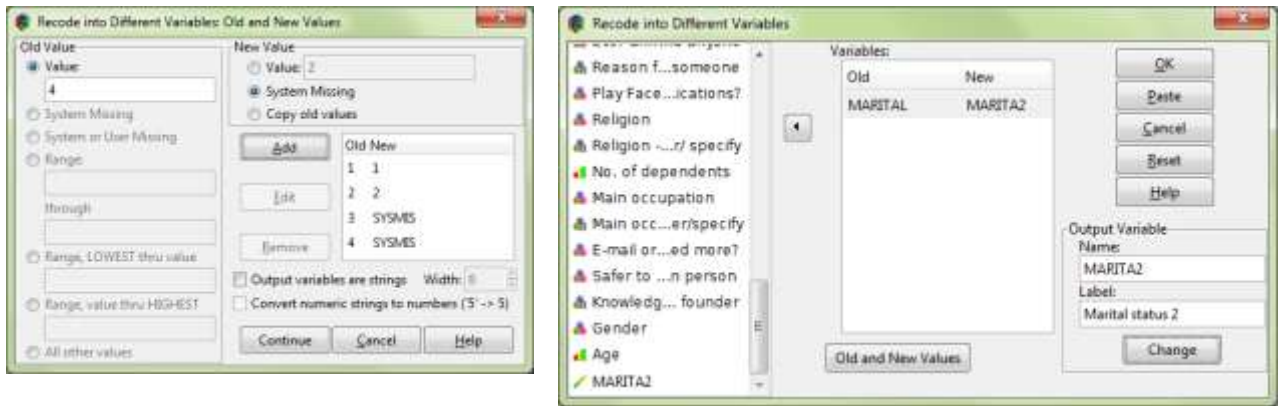 Recode into Different Variables: Old and New Values
Old Value
Value:
4
System Missing
System or User Missing
Range:
through
Range, LOWEST thru value
Range, value thru HIGHEST
All other values
New Value
Value: 2
System Missing
Copy old values
Add
Edit
Remove
Old New
1 1
2 2
3 SYSMIS
4 SYSMIS
Output variables are strings Width: 8
Convert numeric strings to numbers ('5' -> 5)
Continue Cancel Help
Recode into Different Variables
Reason f...someone
Play Face...ications?
Religion
Religion -...r/ specify
No. of dependents
Main occupation
Main occ...er/specify
E-mail or...ed more?
Safer to ...n person
Knowledg... founder
Gender
Age
MARITA2
Variables:
Old New
MARITAL MARITA2
Old and New Values
OK
Paste
Cancel
Reset
Help
Output Variable
Name:
MARITA2
Label:
Marital status 2
Change